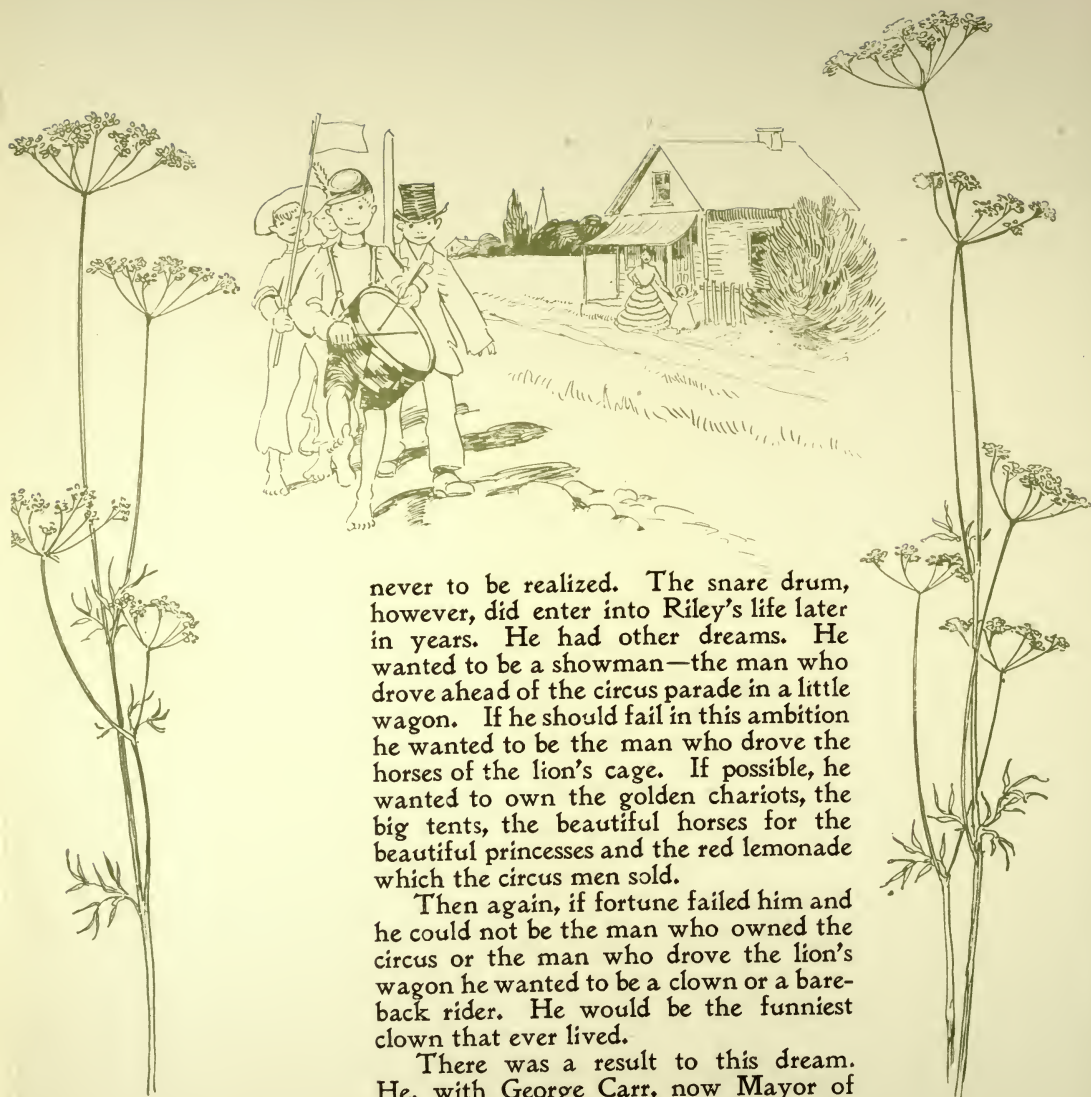 never to be realized. The snare drum,
however, did enter into Riley's life later
in years. He had other dreams. He
wanted to be a showman—the man who
drove ahead of the circus parade in a little
wagon. If he should fail in this ambition
he wanted to be the man who drove the
horses of the lion's cage. If possible, he
wanted to own the golden chariots, the
big tents, the beautiful horses for the
beautiful princesses and the red lemonade
which the circus men sold.
Then again, if fortune failed him and
he could not be the man who owned the
circus or the man who drove the lion's
wagon he wanted to be a clown or a bare-
back rider. He would be the funniest
clown that ever lived.
There was a result to this dream.
He, with George Carr, now Mayor of